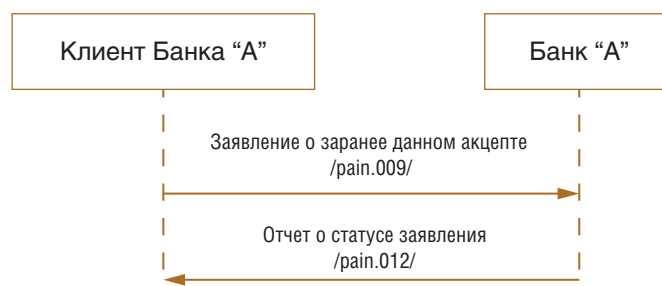 Клиент Банка “А”
Банк “А”
Заявление о заранее данном акцепте
/pain.009/
Отчет о статусе заявления
/pain.012/